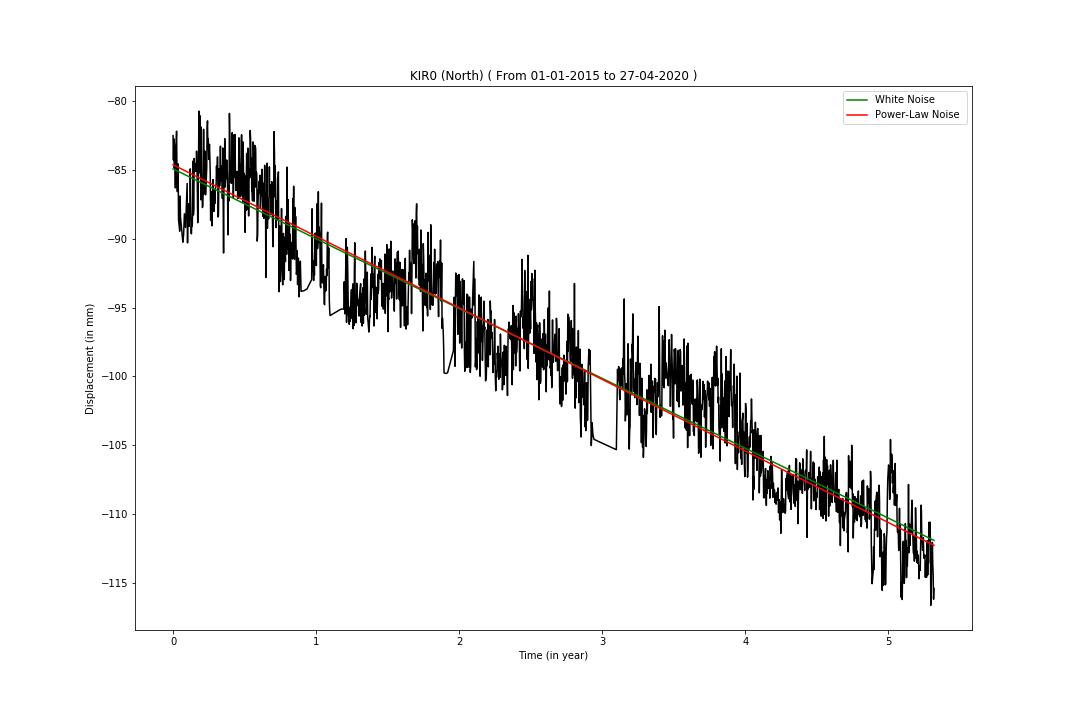 KIR0 (North) ( From 01-01-2015 to 27-04-2020 )
White Noise
Power-Law Noise
−80
−85
−90
−95
−100
−105
−110
−115
Displacement (in mm)
0 1 2 3 4 5
Time (in year)